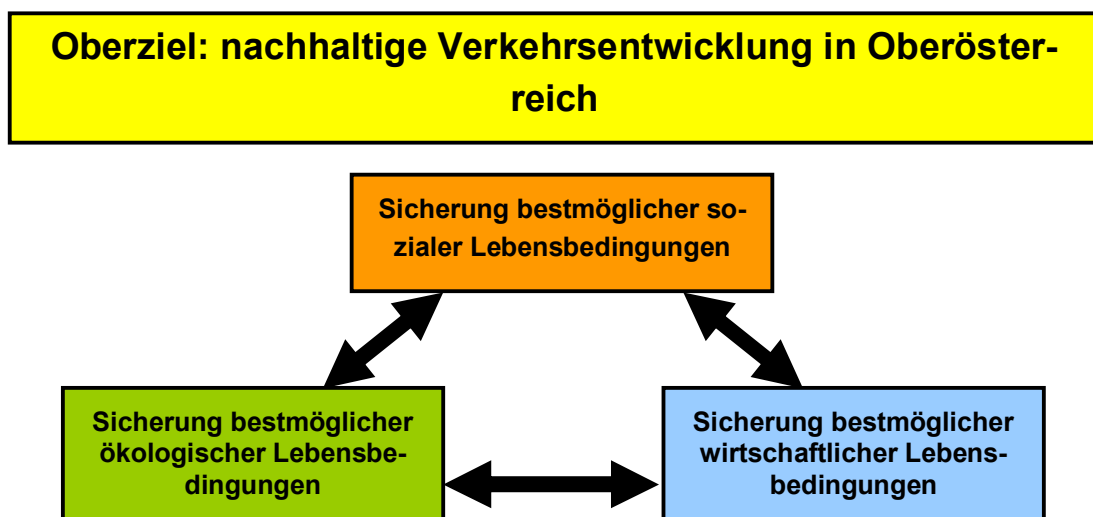 Oberziel: nachhaltige Verkehrsentwicklung in Oberöster-
reich
Sicherung bestmöglicher so-
zialer Lebensbedingungen
Sicherung bestmöglicher
ökologischer Lebensbe-
dingungen
Sicherung bestmöglicher
wirtschaftlicher Lebens-
bedingungen